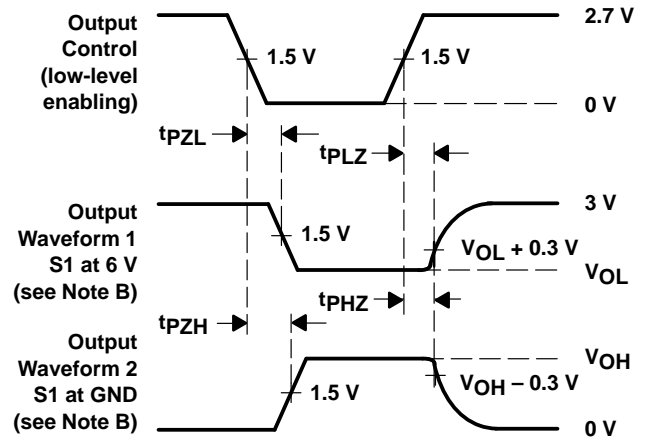 Output
Control
(low-level
enabling)
1.5 V
1.5 V
2.7 V
0 V
tPZL
tPLZ
Output
Waveform 1
S1 at 6 V
(see Note B)
1.5 V
3 V
VOL + 0.3 V
VOL
tPZH
tPHZ
Output
Waveform 2
S1 at GND
(see Note B)
1.5 V
VOH
VOH − 0.3 V
0 V